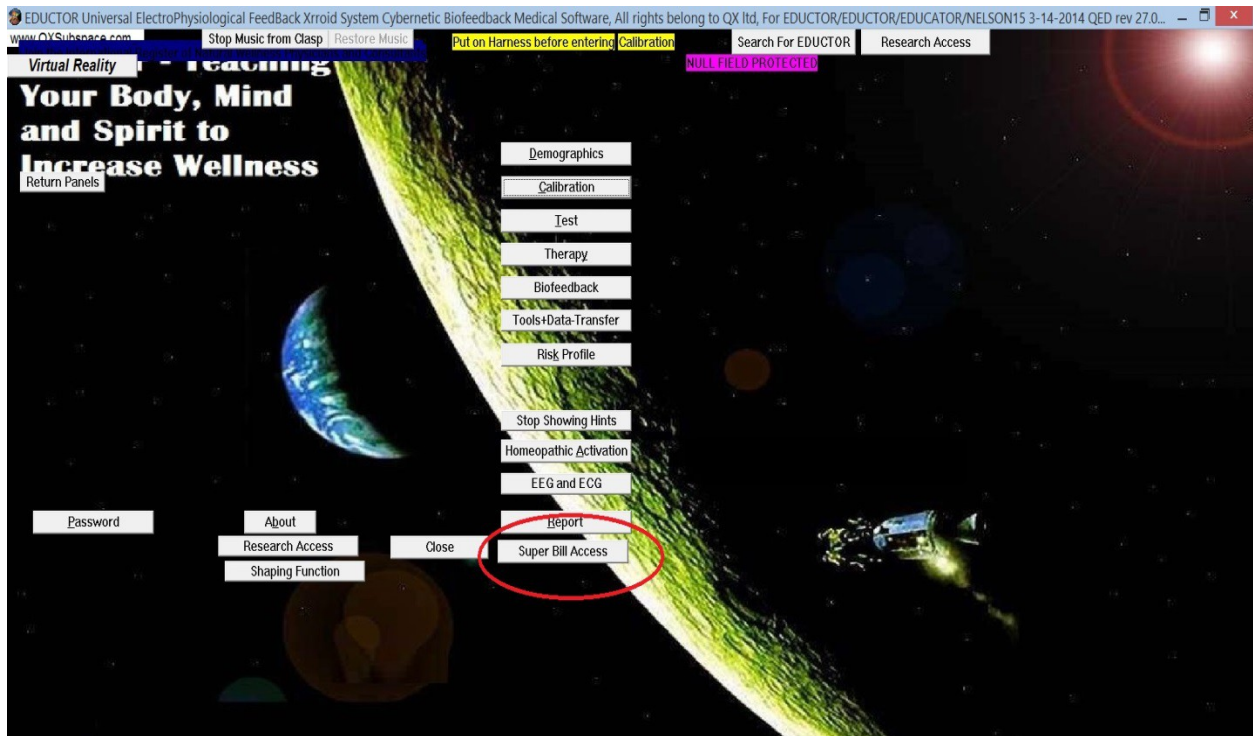 EDUCTOR Universal ElectroPhysiological FeedBack Xrroid System Cybernetic Biofeedback Medical Software, All rights belong to QX ltd, For EDUCTOR/EDUCTOR/EDUCATOR/NELSON15 3-14-2014 QED rev 27.0...
www.QXSubspace.com
Stop Music from Clasp
Restore Music
Put on Harness before entering
Calibration
Search For EDUCTOR
Research Access
NULL FIELD PROTECTED
Virtual Reality
- Teaching
Your Body, Mind
and Spirit to
Increase Wellness
Return Panels
Demographics
Calibration
Test
Therapy
Biofeedback
Tools+Data-Transfer
Risk Profile
Stop Showing Hints
Homeopathic Activation
EEG and ECG
Password
About
Report
Research Access
Close
Super Bill Access
Shaping Function